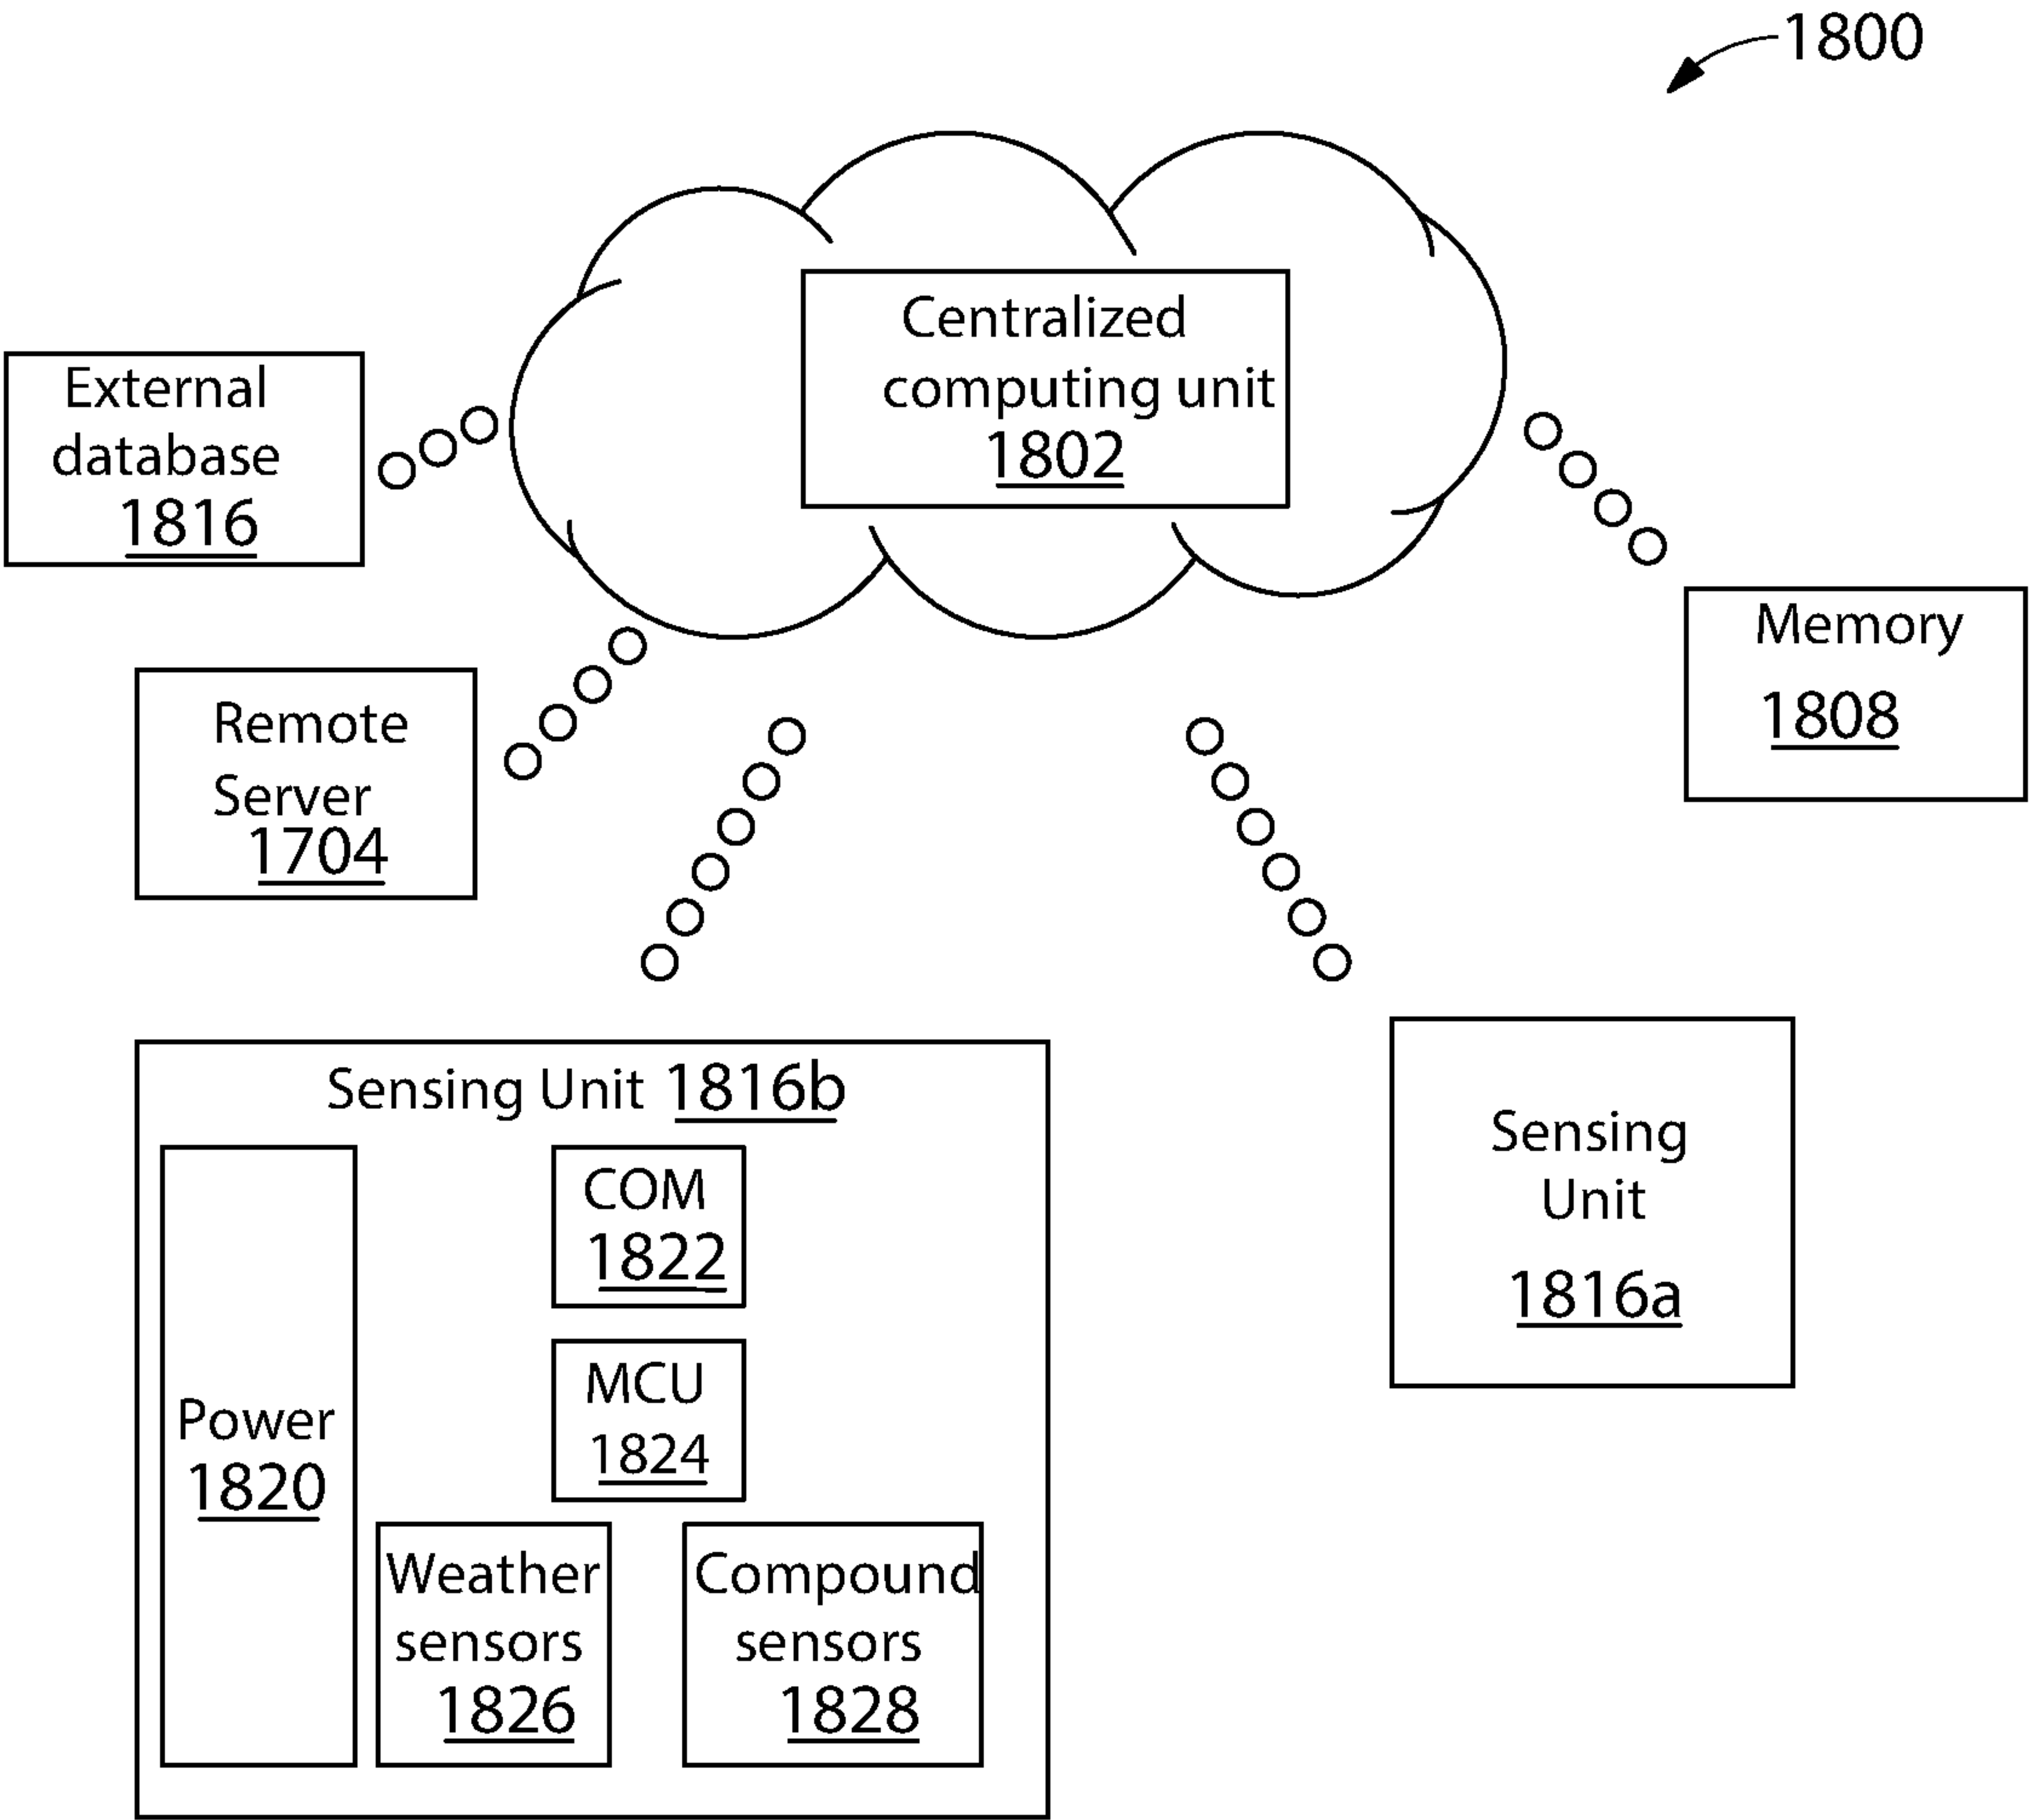 1800
Centralized
computing unit
1802
External
database
1816
Memory
1808
Remote
Server
1704
Sensing Unit 1816b
COM
1822
MCU
1824
Power
1820
Weather
sensors
1826
Compound
sensors
1828
Sensing
Unit
1816a